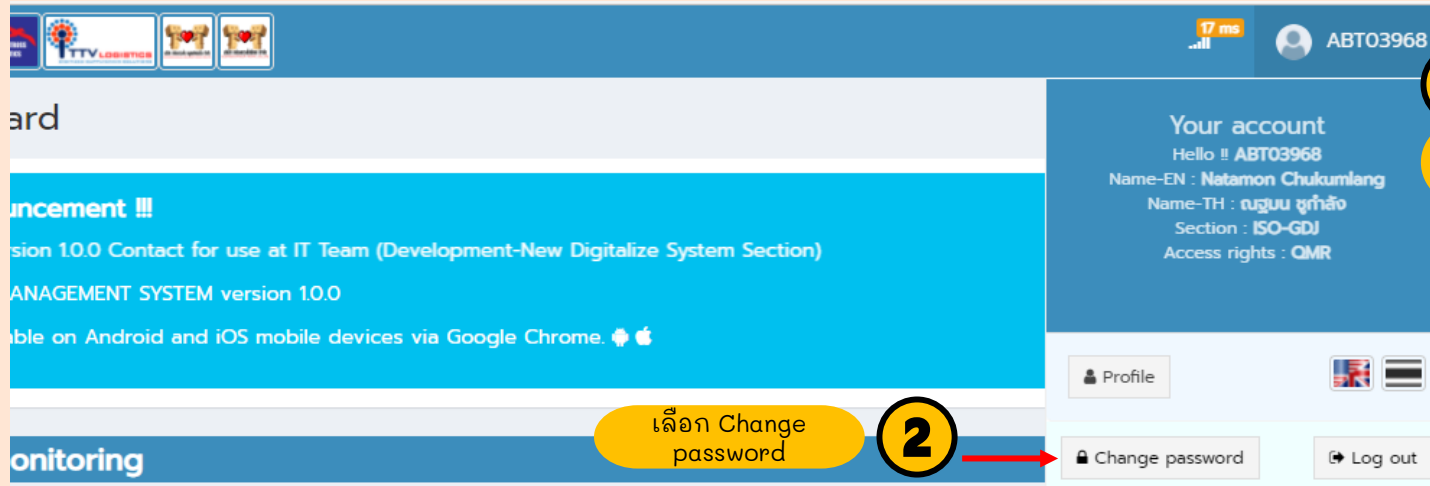 TTV LOGISTICS
17 ms
ABT03968
ard
Your account
Hello !! ABT03968
Name-EN : Natamon Chukumlang
Name-TH : ณฐมน ชูกำลัง
Section : ISO-GDJ
Access rights : QMR
uncement !!!
sion 1.0.0 Contact for use at IT Team (Development-New Digitalize System Section)
ANAGEMENT SYSTEM version 1.0.0
able on Android and iOS mobile devices via Google Chrome.
Profile
เลือก Change
password
2
onitoring
Change password
Log out